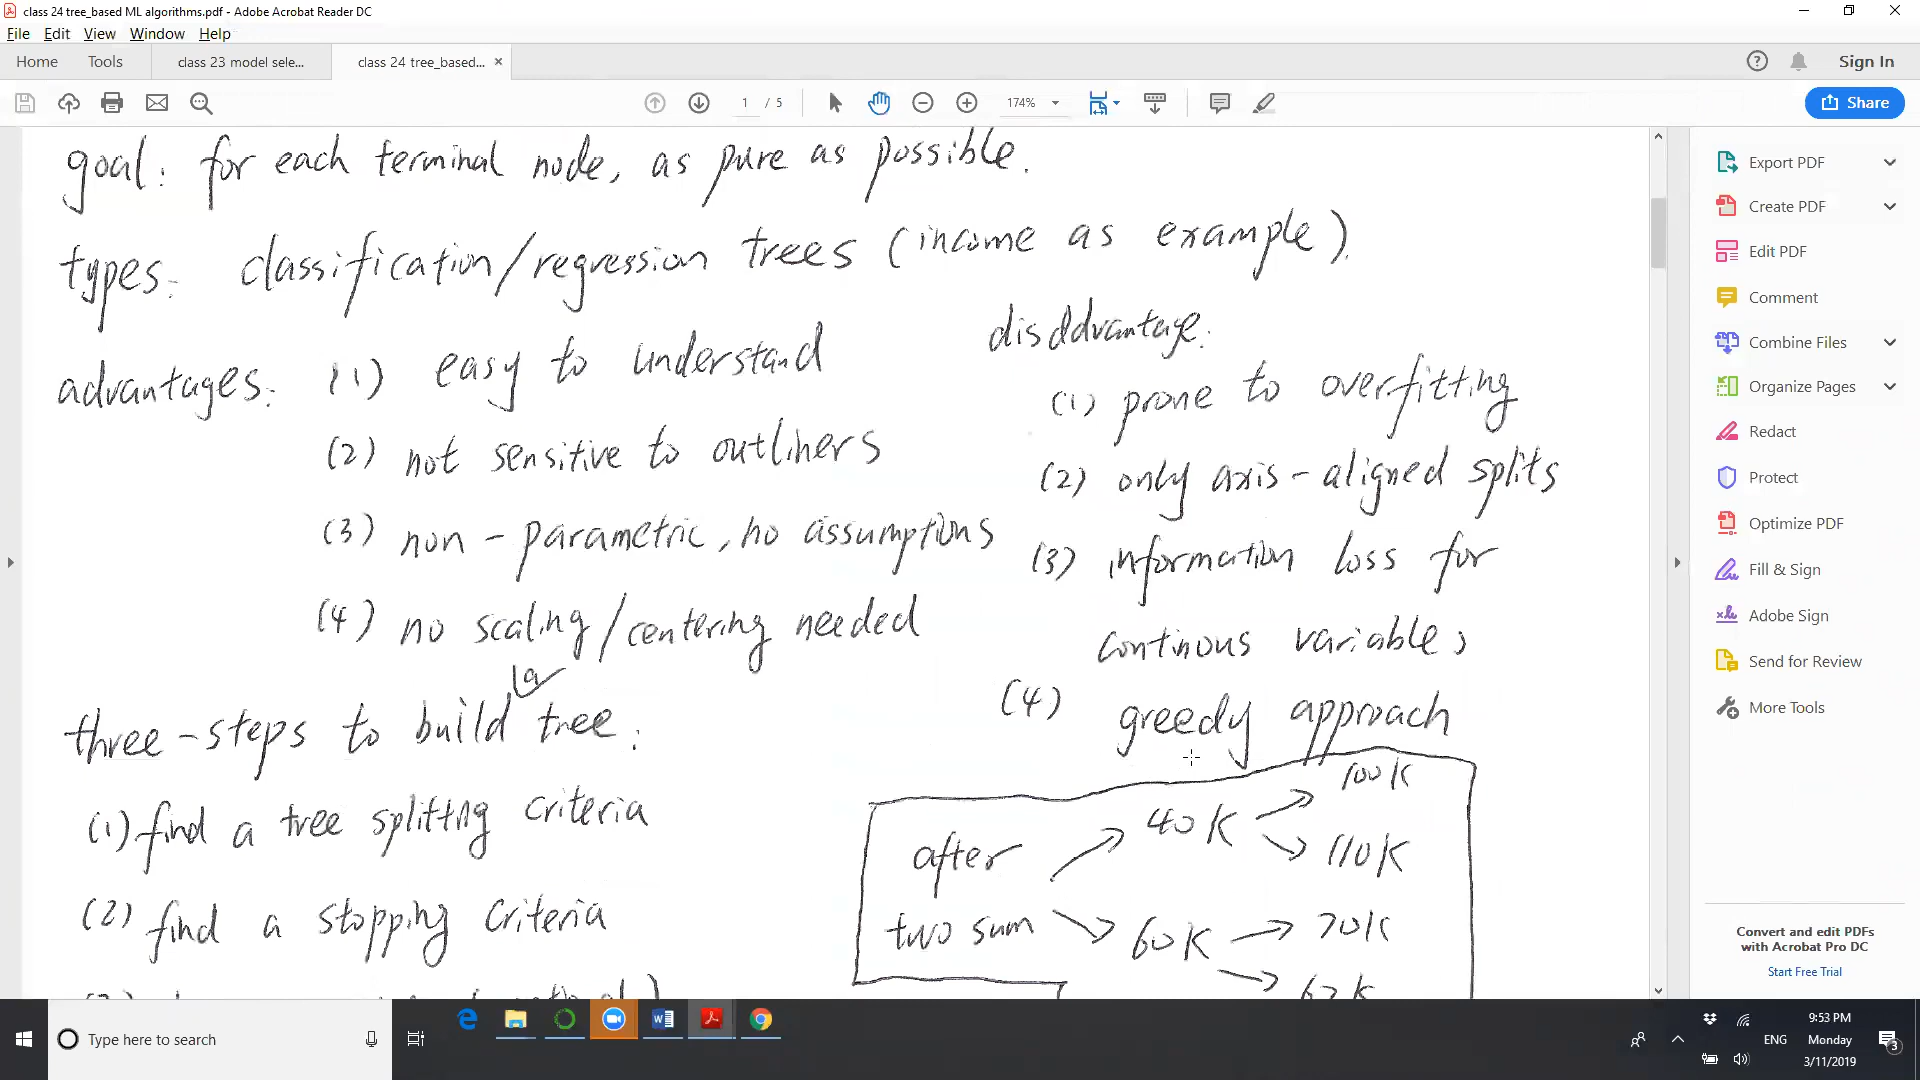 class 24 tree_based ML algorithms.pdf - Adobe Acrobat Reader DC
File Edit View Window Help
Home Tools class 23 model sele... class 24 tree_based... × Sign In
1 / 5 174% Share
goal: for each terminal node, as pure as possible.
types: classification/regression trees (income as example).
advantages: (1) easy to understand
(2) not sensitive to outliners
(3) non-parametric, no assumptions
(4) no scaling/centering needed
disddvantage:
(1) prone to overfitting
(2) only axis-aligned splits
(3) information loss for
continous variables
(4) greedy approach
three-steps to build a tree:
(1) find a tree splitting criteria
(2) find a stopping criteria
after
two sum
40K
100K
110K
60K
70K
Export PDF
Create PDF
Edit PDF
Comment
Combine Files
Organize Pages
Redact
Protect
Optimize PDF
Fill & Sign
Adobe Sign
Send for Review
More Tools
Convert and edit PDFs
with Acrobat Pro DC
Start Free Trial
Type here to search
ENG
9:53 PM
Monday
3/11/2019
3